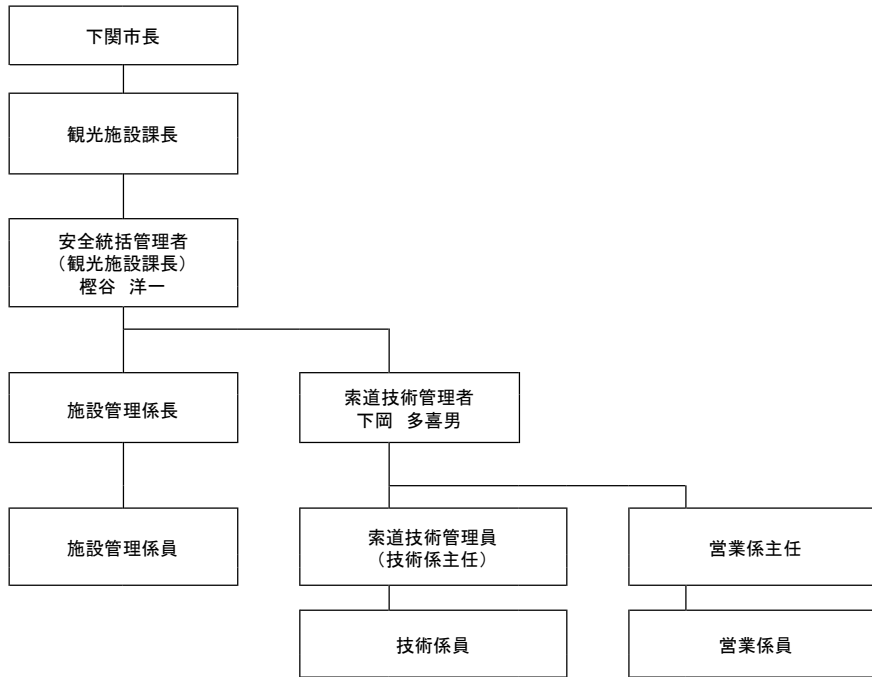 下関市長
観光施設課長
安全統括管理者
（観光施設課長）
樫谷　洋一
施設管理係長
索道技術管理者
下岡　多喜男
施設管理係員
索道技術管理員
（技術係主任）
営業係主任
技術係員
営業係員